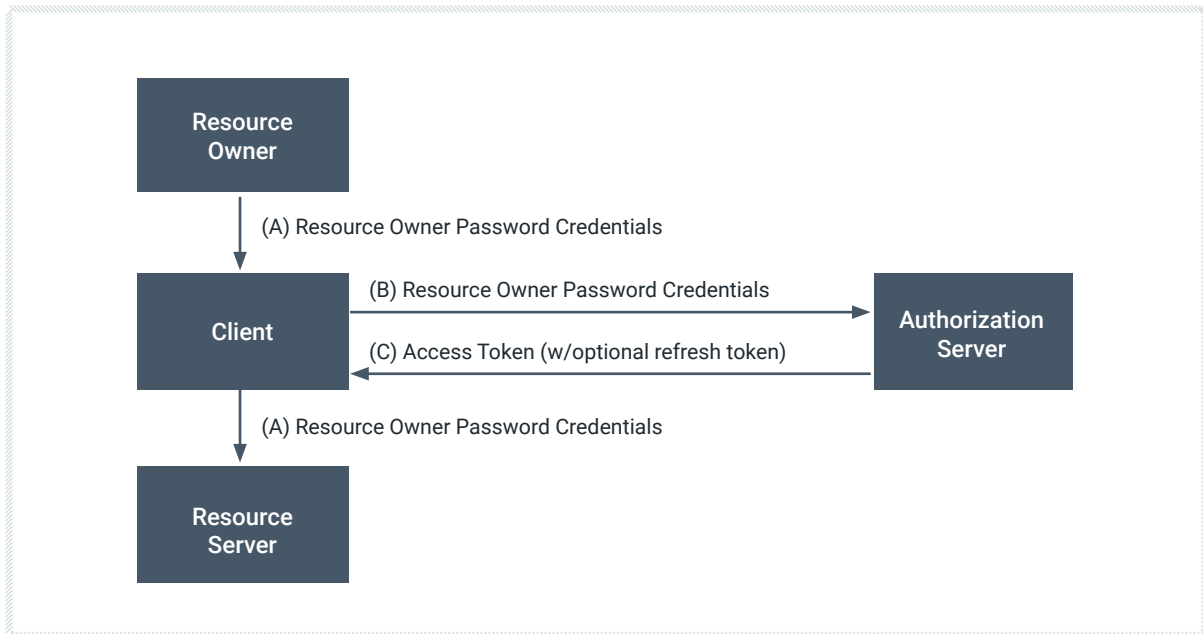 Resource
Owner
(A) Resource Owner Password Credentials
Client
(B) Resource Owner Password Credentials
(C) Access Token (w/optional refresh token)
Authorization
Server
(A) Resource Owner Password Credentials
Resource
Server